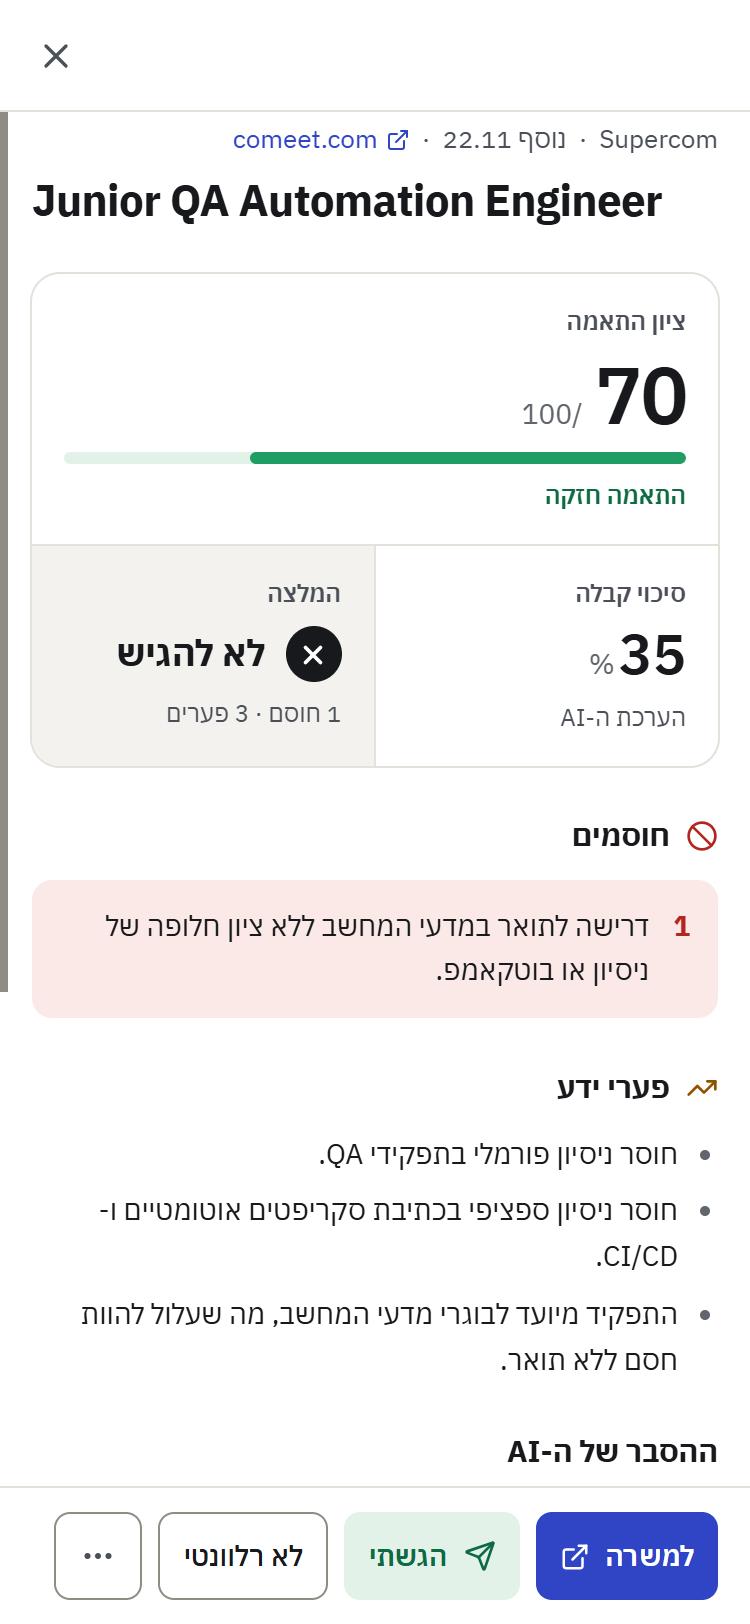 Supercom · נוסף 22.11 · comeet.com
Junior QA Automation Engineer
ציון התאמה
70 /100
התאמה חזקה
סיכוי קבלה
35%
הערכת ה-AI
המלצה
לא להגיש
1 חוסם · 3 פערים
חוסמים
1 דרישה לתואר במדעי המחשב ללא ציון חלופה של
ניסיון או בוטקאמפ.
פערי ידע
• חוסר ניסיון פורמלי בתפקידי QA.
• חוסר ניסיון ספציפי בכתיבת סקריפטים אוטומטיים ו-
CI/CD.
• התפקיד מיועד לבוגרי מדעי המחשב, מה שעלול להוות
חסם ללא תואר.
ההסבר של ה-AI
למשרה
הגשתי
לא רלוונטי
...